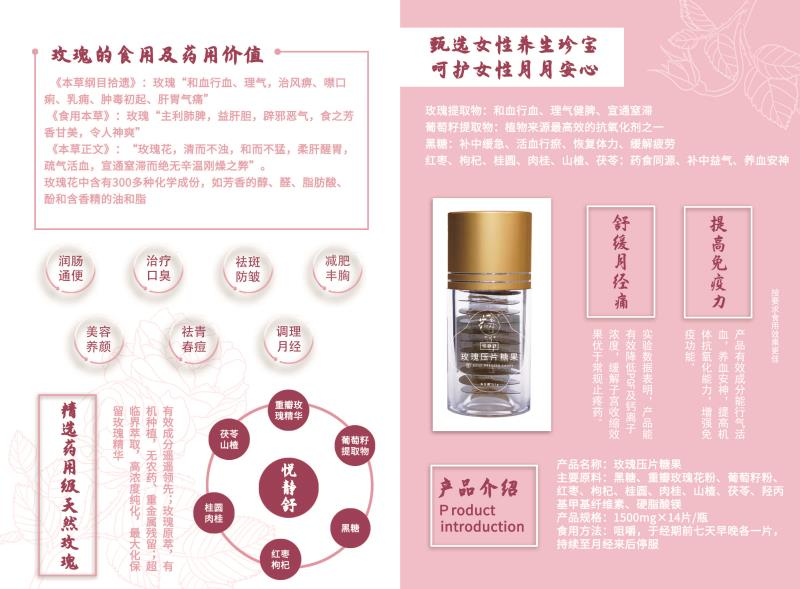 玫瑰的食用及药用价值
《本草纲目拾遗》：玫瑰“和血行血、理气，治风痹、噤口
痢、乳痈、肿毒初起、肝胃气痛”
《食用本草》：玫瑰“主利肺脾，益肝胆，辟邪恶气，食之芳
香甘美，令人神爽”
《本草正文》：“玫瑰花，清而不浊，和而不猛，柔肝醒胃，
疏气活血，宣通窒滞而绝无辛温刚燥之弊”。
玫瑰花中含有300多种化学成份，如芳香的醇、醛、脂肪酸、
酚和含香精的油和脂
润肠
通便
治疗
口臭
祛斑
防皱
减肥
丰胸
美容
养颜
祛青
春痘
调理
月经
精选药用级天然玫瑰
有效成分遥遥领先；玫瑰原萃，有
机种植，无农药、重金属残留；超
临界萃取，高浓度纯化，最大化保
留玫瑰精华
悦
静
舒
重瓣玫
瑰精华
葡萄籽
提取物
黑糖
红枣
枸杞
桂圆
肉桂
茯苓
山楂
甄选女性养生珍宝
呵护女性月月安心
玫瑰提取物：和血行血、理气健脾、宣通窒滞
葡萄籽提取物：植物来源最高效的抗氧化剂之一
黑糖：补中缓急、活血行瘀、恢复体力、缓解疲劳
红枣、枸杞、桂圆、肉桂、山楂、茯苓：药食同源、补中益气、养血安神
玫瑰压片糖果
舒缓月经痛
实验数据表明，产品能
有效降低PGF及钙离子
浓度，缓解子宫收缩效
果优于常规止疼药．
提高免疫力
产品有效成分能行气活
血，养血安神，提高机
体抗氧化能力，增强免
疫功能．
按要求食用效果更佳
产品介绍
Product
introduction
产品名称：玫瑰压片糖果
主要原料：黑糖、重瓣玫瑰花粉、葡萄籽粉、
红枣、枸杞、桂圆、肉桂、山楂、茯苓、羟丙
基甲基纤维素、硬脂酸镁
产品规格：1500mg×14片/瓶
食用方法：咀嚼，于经期前七天早晚各一片，
持续至月经来后停服